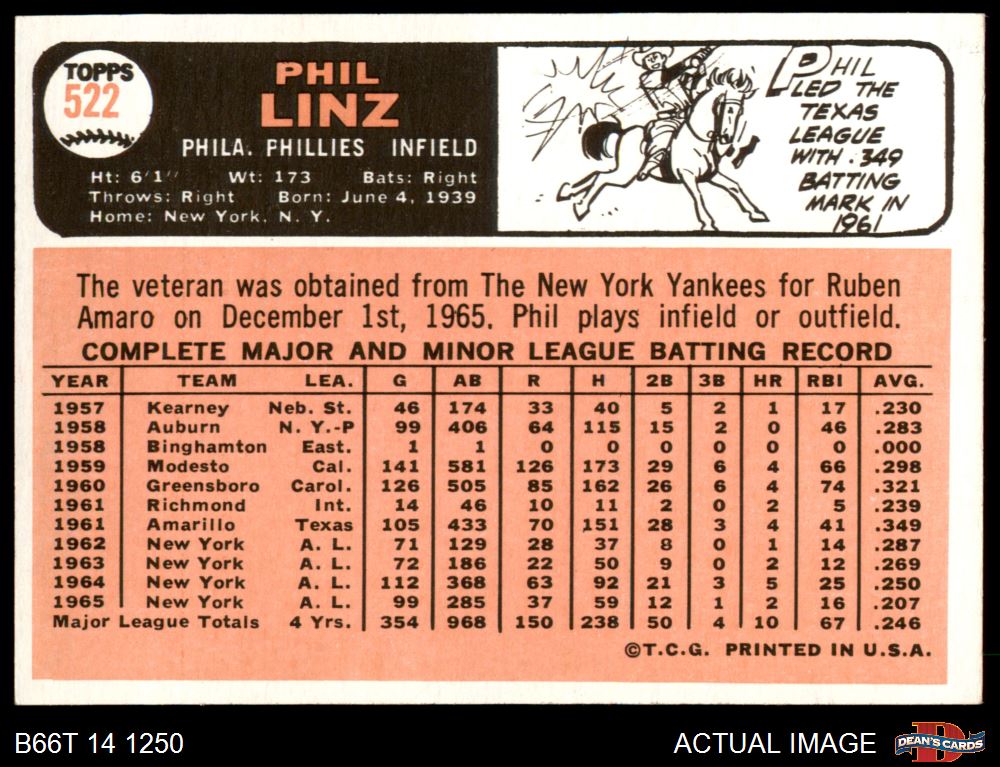 TOPPS
522
PHIL
LINZ
PHILA. PHILLIES INFIELD
Ht: 6'1" Wt: 173 Bats: Right
Throws: Right Born: June 4, 1939
Home: New York, N. Y.
PHIL
LED THE
TEXAS
LEAGUE
WITH .349
BATTING
MARK IN
1961
The veteran was obtained from The New York Yankees for Ruben
Amaro on December 1st, 1965. Phil plays infield or outfield.
COMPLETE MAJOR AND MINOR LEAGUE BATTING RECORD
YEAR TEAM LEA. G AB R H 2B 3B HR RBI AVG.
1957 Kearney Neb. St. 46 174 33 40 5 2 1 17 .230
1958 Auburn N. Y.-P 99 406 64 115 15 2 0 46 .283
1958 Binghamton East. 1 1 0 0 0 0 0 0 .000
1959 Modesto Cal. 141 581 126 173 29 6 4 66 .298
1960 Greensboro Carol. 126 505 85 162 26 6 4 74 .321
1961 Richmond Int. 14 46 10 11 2 0 2 5 .239
1961 Amarillo Texas 105 433 70 151 28 3 4 41 .349
1962 New York A. L. 71 129 28 37 8 0 1 14 .287
1963 New York A. L. 72 186 22 50 9 0 2 12 .269
1964 New York A. L. 112 368 63 92 21 3 5 25 .250
1965 New York A. L. 99 285 37 59 12 1 2 16 .207
Major League Totals 4 Yrs. 354 968 150 238 50 4 10 67 .246
©T.C.G. PRINTED IN U.S.A.
B66T 14 1250
ACTUAL IMAGE
D
DEAN'S CARDS